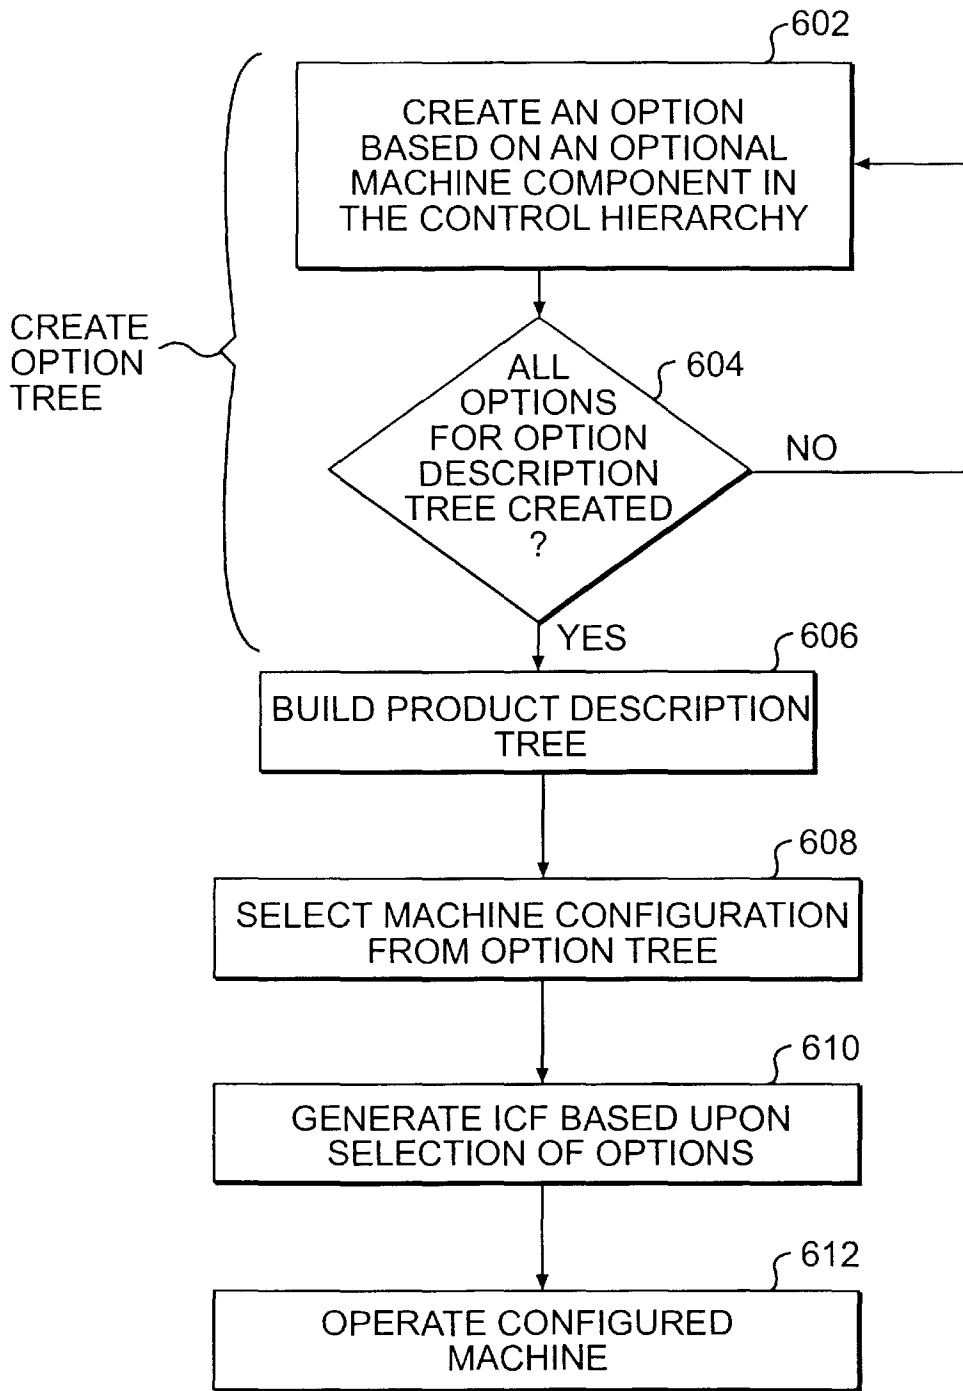 602
CREATE AN OPTION
BASED ON AN OPTIONAL
MACHINE COMPONENT IN
THE CONTROL HIERARCHY
CREATE
OPTION
TREE
604
ALL
OPTIONS
FOR OPTION
DESCRIPTION
TREE CREATED
?
NO
YES
606
BUILD PRODUCT DESCRIPTION
TREE
608
SELECT MACHINE CONFIGURATION
FROM OPTION TREE
610
GENERATE ICF BASED UPON
SELECTION OF OPTIONS
612
OPERATE CONFIGURED
MACHINE